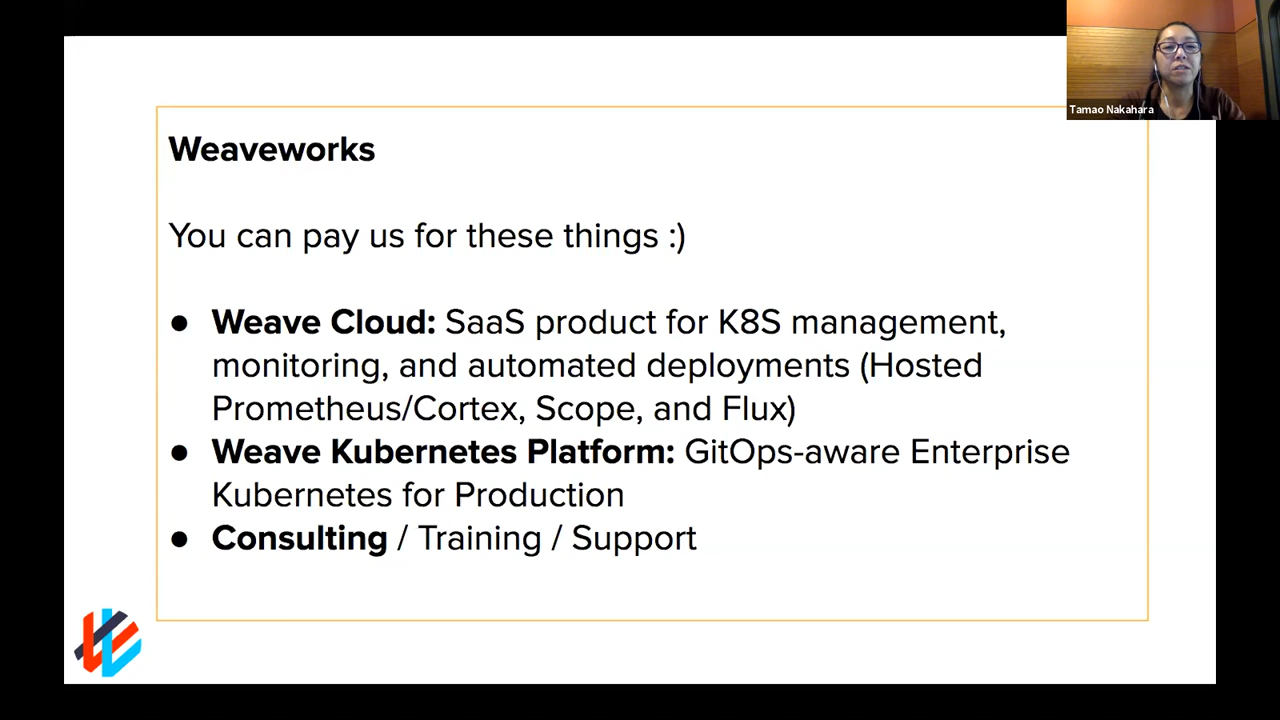 Tamao Nakahara
Weaveworks
You can pay us for these things :)
● Weave Cloud: SaaS product for K8S management,
monitoring, and automated deployments (Hosted
Prometheus/Cortex, Scope, and Flux)
● Weave Kubernetes Platform: GitOps-aware Enterprise
Kubernetes for Production
● Consulting / Training / Support